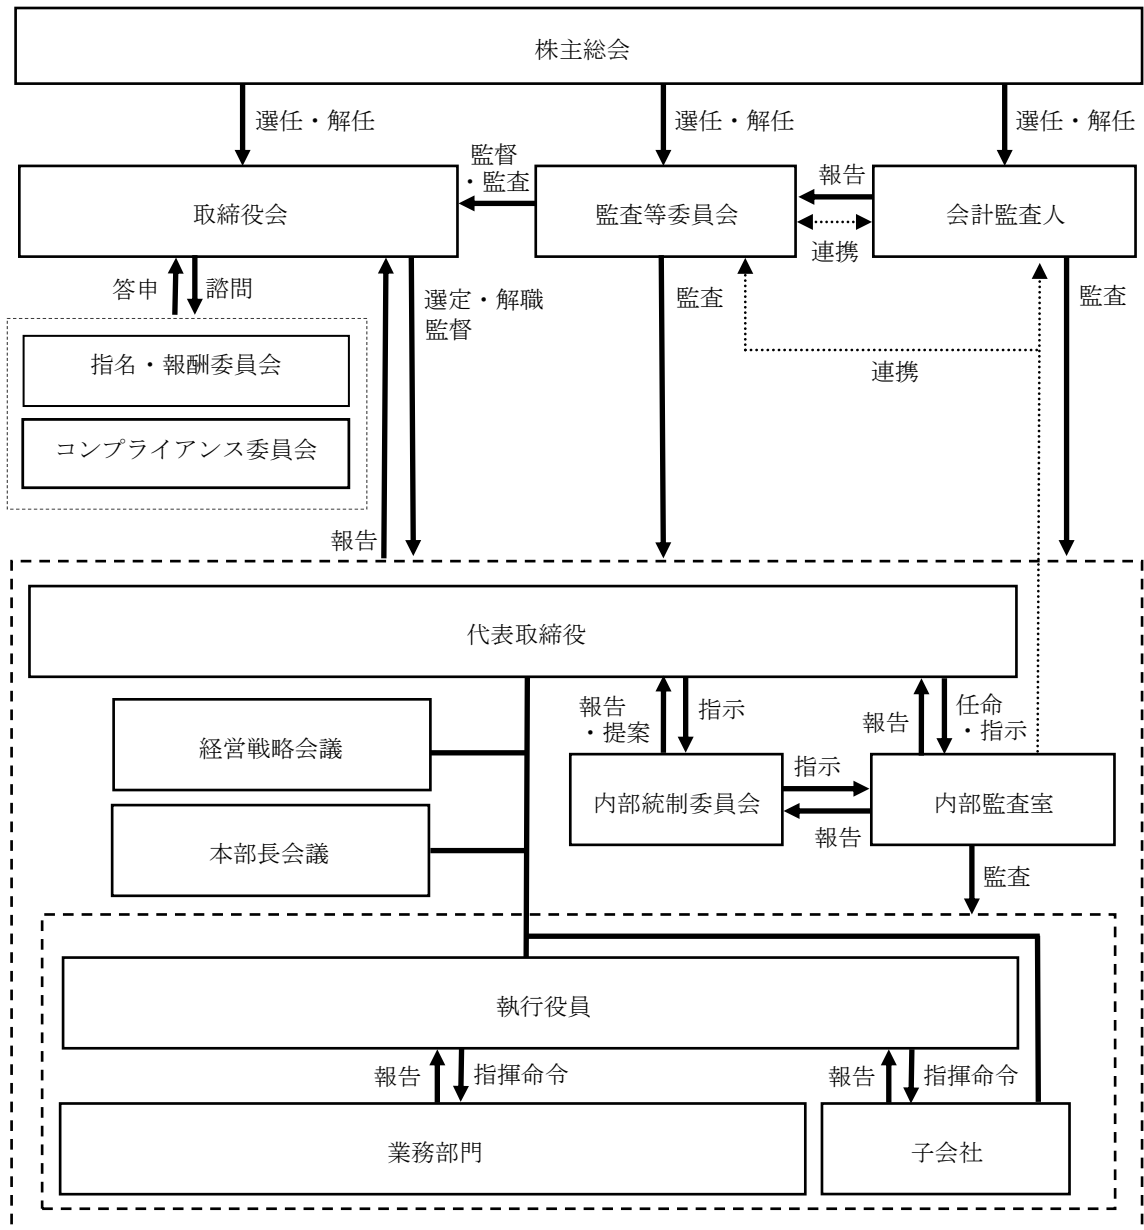 株主総会
選任・解任
選任・解任
選任・解任
監督
・監査
報告
取締役会
監査等委員会
会計監査人
連携
答申
諮問
選定・解職
監督
監査
監査
指名・報酬委員会
連携
コンプライアンス委員会
報告
代表取締役
経営戦略会議
報告
・提案
指示
報告
任命
・指示
内部統制委員会
指示
内部監査室
報告
本部長会議
監査
執行役員
報告
指揮命令
報告
指揮命令
業務部門
子会社